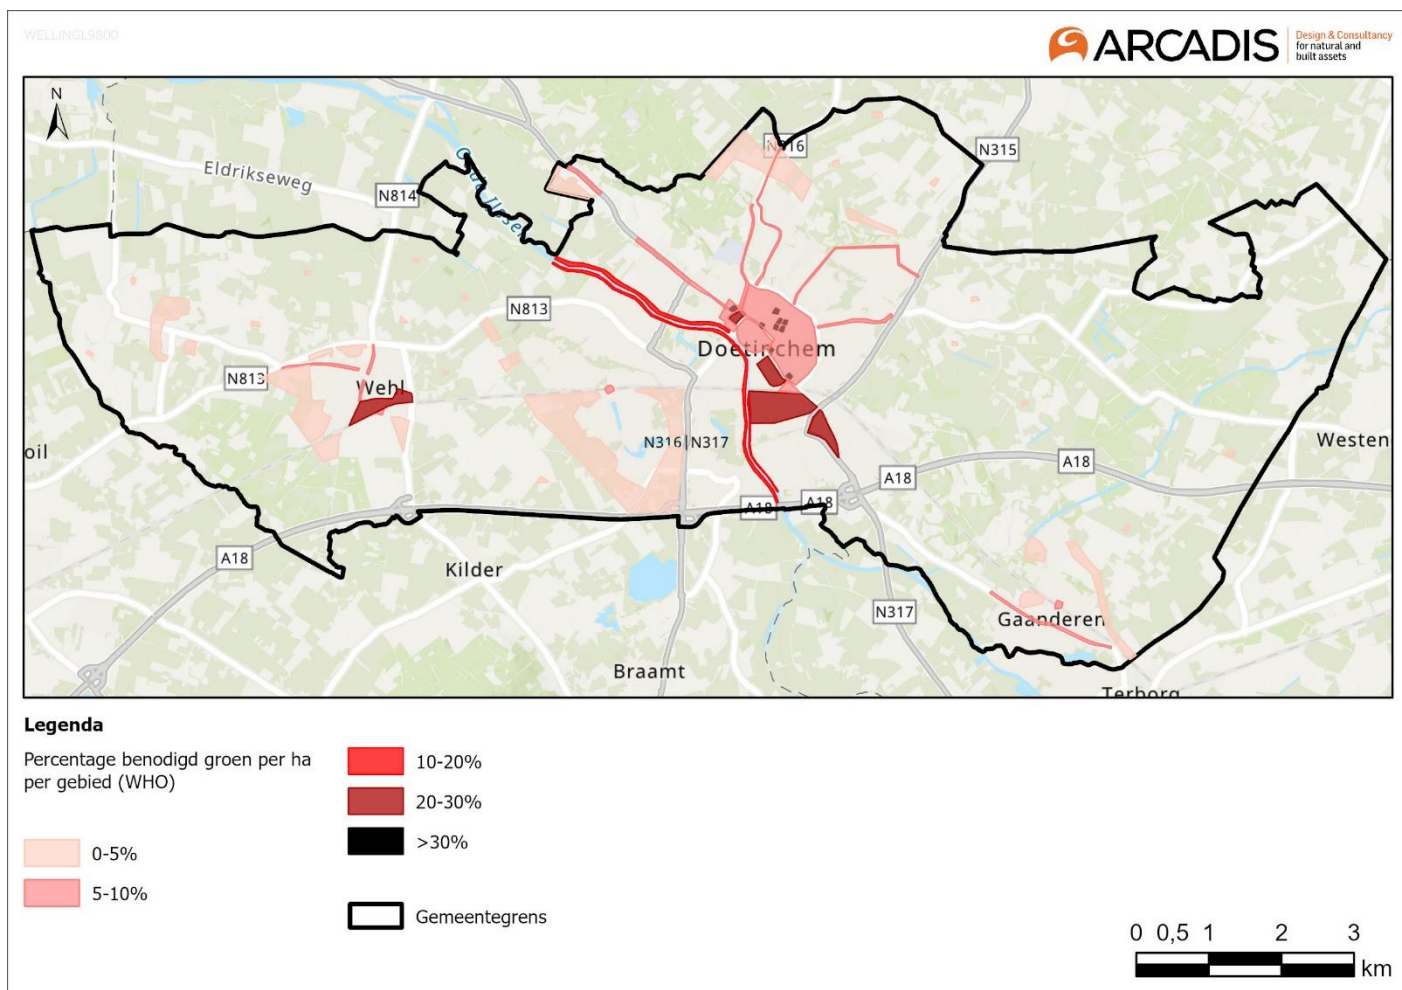 WELLINGL9800
ARCADIS
Design & Consultancy
for natural and
built assets
N
Eldrikseweg
N814
N316
N315
N813
Doetinchem
N813
Wehl
oil
N316|N317
Westen
A18
A18
A18
A18
A18
Kilder
N317
Gaanderen
Braamt
Terborg
Legenda
Percentage benodigd groen per ha
per gebied (WHO)
0-5%
5-10%
10-20%
20-30%
>30%
Gemeentegrens
0 0,5 1 2 3
km